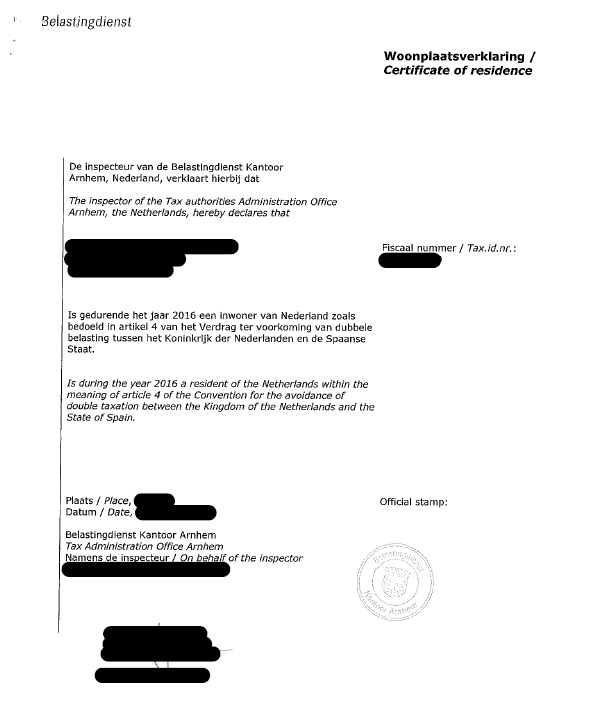 Belastingdienst
Woonplaatsverklaring /
Certificate of residence
De inspecteur van de Belastingdienst Kantoor
Arnhem, Nederland, verklaart hierbij dat
The inspector of the Tax authorities Administration Office
Arnhem, the Netherlands, hereby declares that
Fiscaal nummer / Tax.id.nr.:
Is gedurende het jaar 2016 een inwoner van Nederland zoals
bedoeld in artikel 4 van het Verdrag ter voorkoming van dubbele
belasting tussen het Koninkrijk der Nederlanden en de Spaanse
Staat.
Is during the year 2016 a resident of the Netherlands within the
meaning of article 4 of the Convention for the avoidance of
double taxation between the Kingdom of the Netherlands and the
State of Spain.
Plaats / Place,
Datum / Date,
Official stamp:
Belastingdienst Kantoor Arnhem
Tax Administration Office Arnhem
Namens de inspecteur / On behalf of the inspector
Belastingdienst
Kantoor Arnhem